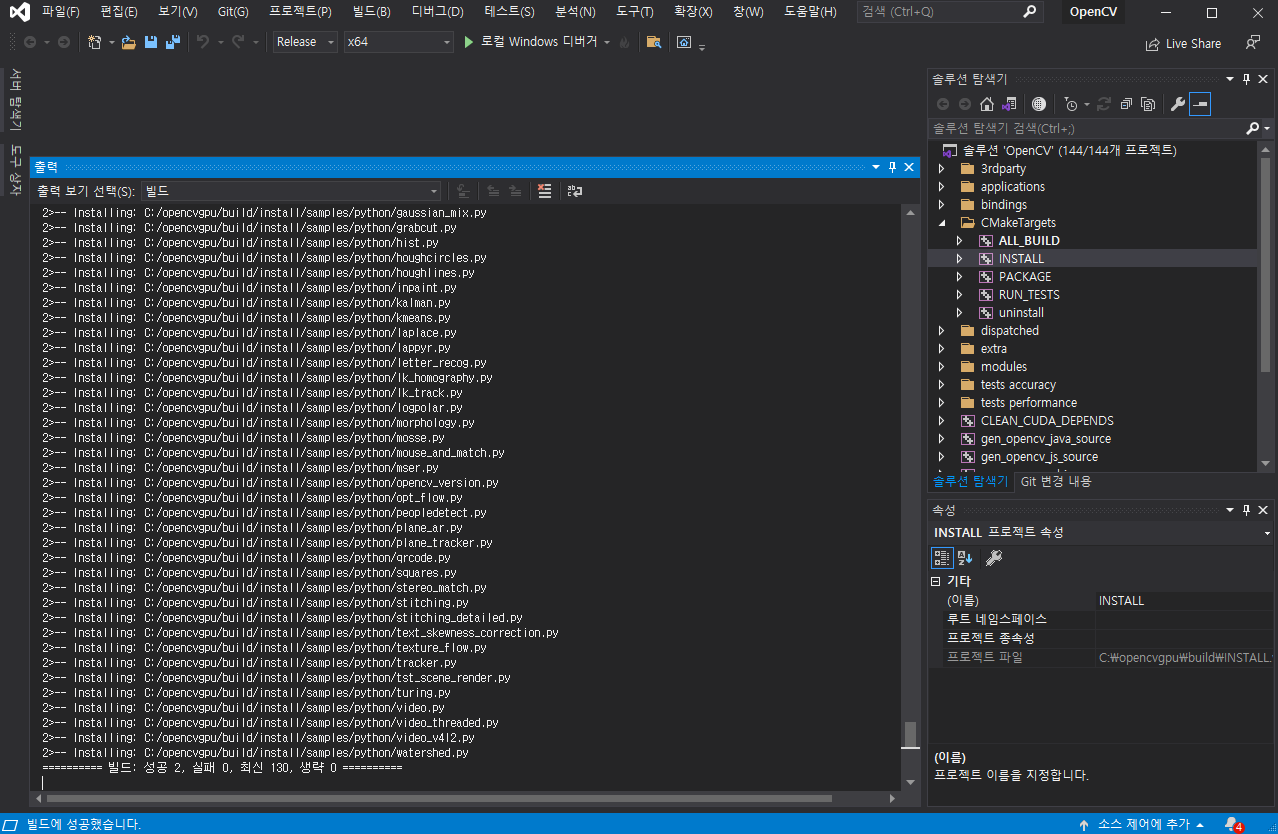 파일(F) 편집(E) 보기(V) Git(G) 프로젝트(P) 빌드(B) 디버그(D) 테스트(S) 분석(N) 도구(T) 확장(X) 창(W) 도움말(H) 검색 (Ctrl+Q) OpenCV
Release x64 로컬 Windows 디버거 Live Share
서버 탐색기
도구 상자
출력
출력 보기 선택(S): 빌드
2>-- Installing: C:/opencvgpu/build/install/samples/python/gaussian_mix.py
2>-- Installing: C:/opencvgpu/build/install/samples/python/grabcut.py
2>-- Installing: C:/opencvgpu/build/install/samples/python/hist.py
2>-- Installing: C:/opencvgpu/build/install/samples/python/houghcircles.py
2>-- Installing: C:/opencvgpu/build/install/samples/python/houghlines.py
2>-- Installing: C:/opencvgpu/build/install/samples/python/inpaint.py
2>-- Installing: C:/opencvgpu/build/install/samples/python/kalman.py
2>-- Installing: C:/opencvgpu/build/install/samples/python/kmeans.py
2>-- Installing: C:/opencvgpu/build/install/samples/python/laplace.py
2>-- Installing: C:/opencvgpu/build/install/samples/python/lappyr.py
2>-- Installing: C:/opencvgpu/build/install/samples/python/letter_recog.py
2>-- Installing: C:/opencvgpu/build/install/samples/python/lk_homography.py
2>-- Installing: C:/opencvgpu/build/install/samples/python/lk_track.py
2>-- Installing: C:/opencvgpu/build/install/samples/python/logpolar.py
2>-- Installing: C:/opencvgpu/build/install/samples/python/morphology.py
2>-- Installing: C:/opencvgpu/build/install/samples/python/mosse.py
2>-- Installing: C:/opencvgpu/build/install/samples/python/mouse_and_match.py
2>-- Installing: C:/opencvgpu/build/install/samples/python/mser.py
2>-- Installing: C:/opencvgpu/build/install/samples/python/opencv_version.py
2>-- Installing: C:/opencvgpu/build/install/samples/python/opt_flow.py
2>-- Installing: C:/opencvgpu/build/install/samples/python/peopledetect.py
2>-- Installing: C:/opencvgpu/build/install/samples/python/plane_ar.py
2>-- Installing: C:/opencvgpu/build/install/samples/python/plane_tracker.py
2>-- Installing: C:/opencvgpu/build/install/samples/python/qrcode.py
2>-- Installing: C:/opencvgpu/build/install/samples/python/squares.py
2>-- Installing: C:/opencvgpu/build/install/samples/python/stereo_match.py
2>-- Installing: C:/opencvgpu/build/install/samples/python/stitching.py
2>-- Installing: C:/opencvgpu/build/install/samples/python/stitching_detailed.py
2>-- Installing: C:/opencvgpu/build/install/samples/python/text_skewness_correction.py
2>-- Installing: C:/opencvgpu/build/install/samples/python/texture_flow.py
2>-- Installing: C:/opencvgpu/build/install/samples/python/tracker.py
2>-- Installing: C:/opencvgpu/build/install/samples/python/tst_scene_render.py
2>-- Installing: C:/opencvgpu/build/install/samples/python/turing.py
2>-- Installing: C:/opencvgpu/build/install/samples/python/video.py
2>-- Installing: C:/opencvgpu/build/install/samples/python/video_threaded.py
2>-- Installing: C:/opencvgpu/build/install/samples/python/video_v4l2.py
2>-- Installing: C:/opencvgpu/build/install/samples/python/watershed.py
========== 빌드: 성공 2, 실패 0, 최신 130, 생략 0 ==========
솔루션 탐색기
솔루션 탐색기 검색(Ctrl+;)
솔루션 'OpenCV' (144/144개 프로젝트)
3rdparty
applications
bindings
CMakeTargets
ALL_BUILD
INSTALL
PACKAGE
RUN_TESTS
uninstall
dispatched
extra
modules
tests accuracy
tests performance
CLEAN_CUDA_DEPENDS
gen_opencv_java_source
gen_opencv_js_source
솔루션 탐색기 Git 변경 내용
속성
INSTALL 프로젝트 속성
기타
(이름) INSTALL
루트 네임스페이스
프로젝트 종속성
프로젝트 파일 C:₩opencvgpu₩build₩INSTALL.
(이름)
프로젝트 이름을 지정합니다.
빌드에 성공했습니다. 소스 제어에 추가 4